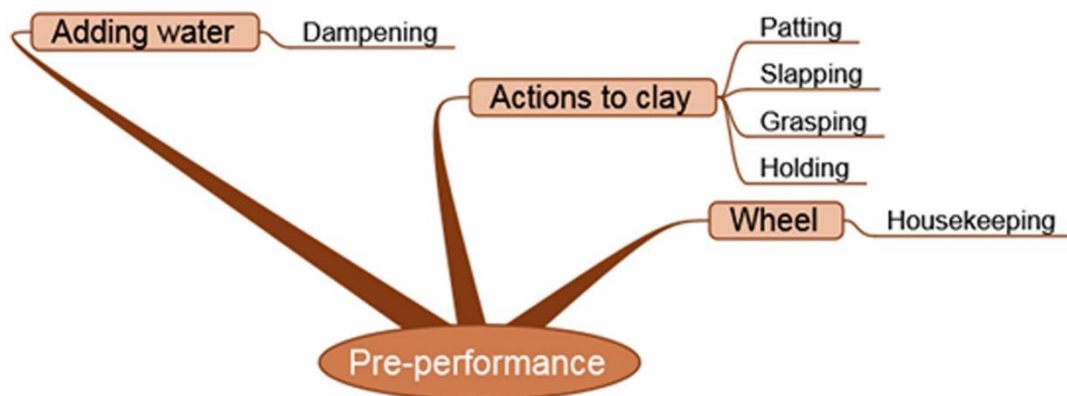 Adding water
Dampening
Actions to clay
Patting
Slapping
Grasping
Holding
Wheel
Housekeeping
Pre-performance